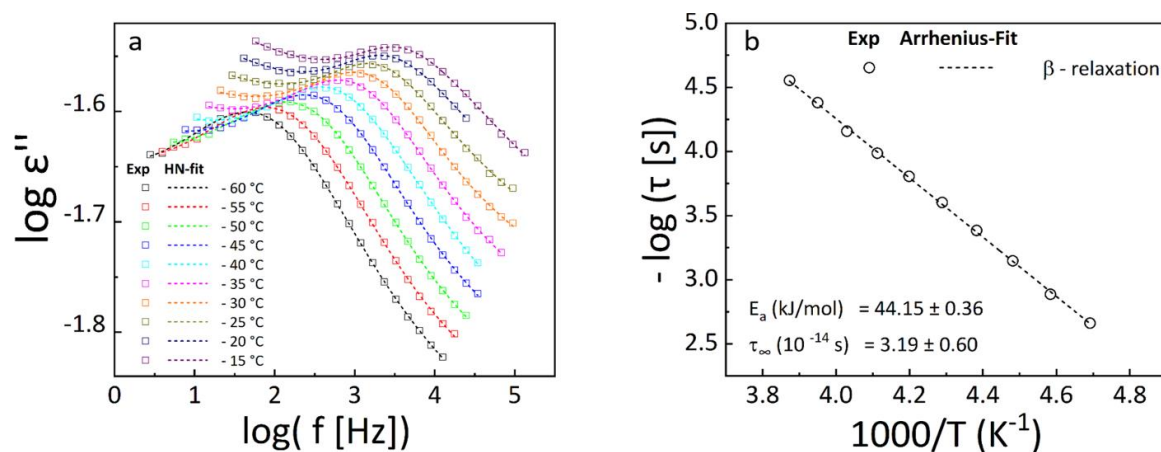 a
log ε''
-1.6
-1.7
-1.8
0 1 2 3 4 5
log( f [Hz])
Exp HN-fit
- 60 °C
- 55 °C
- 50 °C
- 45 °C
- 40 °C
- 35 °C
- 30 °C
- 25 °C
- 20 °C
- 15 °C
b
Exp Arrhenius-Fit
β - relaxation
- log (τ [s])
5.0
4.5
4.0
3.5
3.0
2.5
Eₐ (kJ/mol) = 44.15 ± 0.36
τ∞ (10 ⁻¹⁴ s) = 3.19 ± 0.60
3.8 4.0 4.2 4.4 4.6 4.8
1000/T (K⁻¹)